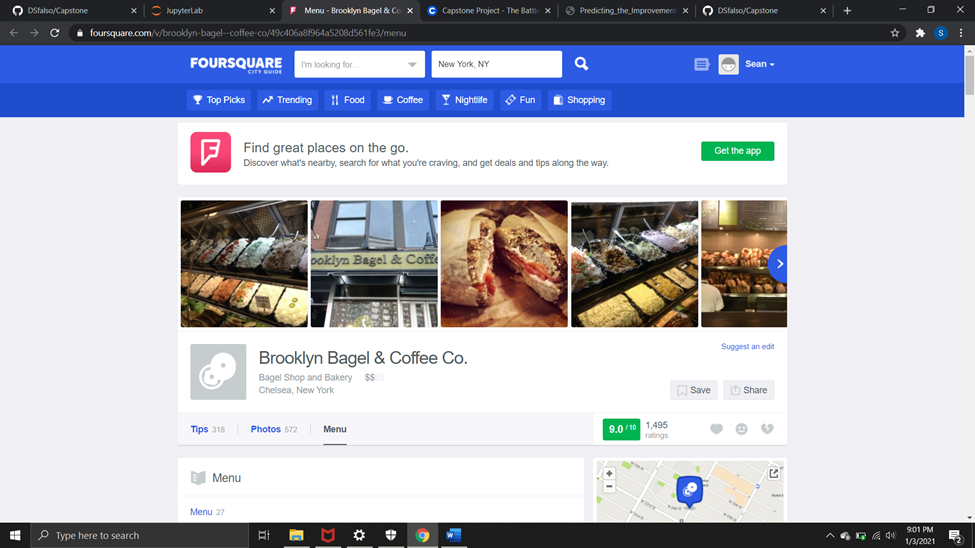 DSfalso/Capstone
JupyterLab
Menu - Brooklyn Bagel & Co
Capstone Project - The Battle
Predicting_the_Improvement
DSfalso/Capstone
foursquare.com/v/brooklyn-bagel--coffee-co/49c406a8f964a5208d561fe3/menu
S
FOURSQUARE
CITY GUIDE
I'm looking for...
New York, NY
Sean
Top Picks
Trending
Food
Coffee
Nightlife
Fun
Shopping
Find great places on the go.
Discover what's nearby, search for what you're craving, and get deals and tips along the way.
Get the app
ooklyn Bagel & Coffe
Suggest an edit
Brooklyn Bagel & Coffee Co.
Bagel Shop and Bakery $$$$
Chelsea, New York
Save
Share
Tips 318
Photos 572
Menu
9.0 / 10
1,495
ratings
Menu
Menu 27
+
−
Type here to search
9:01 PM
1/3/2021
2